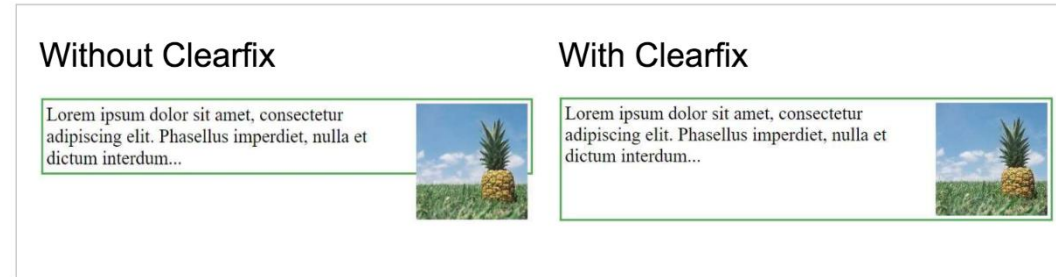 Without Clearfix
Lorem ipsum dolor sit amet, consectetur
adipiscing elit. Phasellus imperdiet, nulla et
dictum interdum...
With Clearfix
Lorem ipsum dolor sit amet, consectetur
adipiscing elit. Phasellus imperdiet, nulla et
dictum interdum...